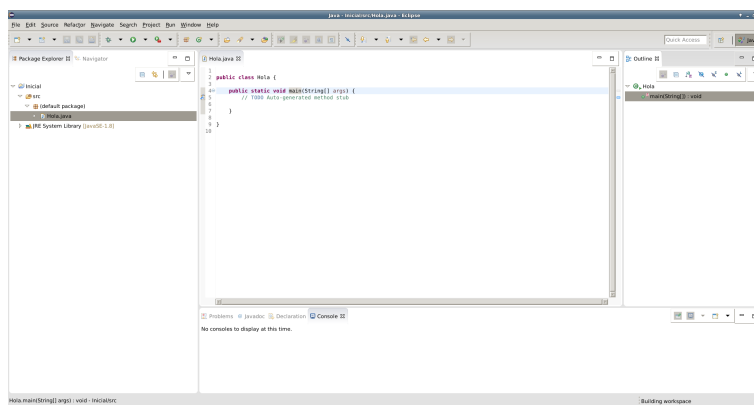 Java - Inicial/src/Hola.java - Eclipse
File Edit Source Refactor Navigate Search Project Run Window Help
Quick Access
Java
Package Explorer
Navigator
Inicial
src
(default package)
Hola.java
JRE System Library [JavaSE-1.8]
Hola.java
1
2 public class Hola {
3
4 public static void main(String[] args) {
5 // TODO Auto-generated method stub
6
7 }
8
9 }
10
Outline
Hola
main(String[]) : void
Problems Javadoc Declaration Console
No consoles to display at this time.
Hola.main(String[] args) : void - Inicial/src
Building workspace